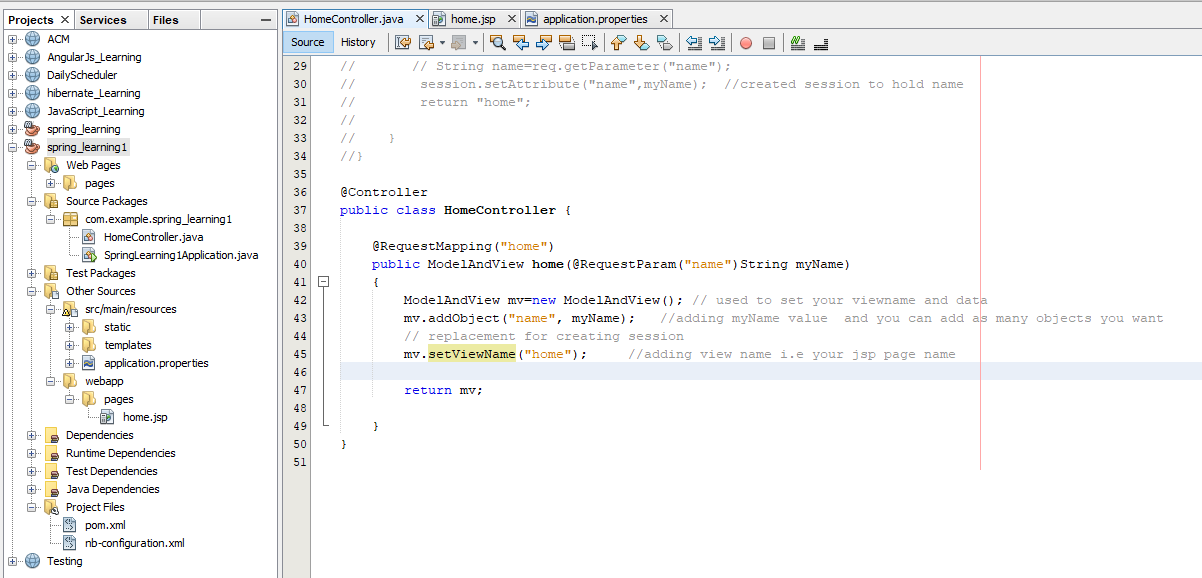 Projects Services Files
ACM
AngularJs_Learning
DailyScheduler
hibernate_Learning
JavaScript_Learning
spring_learning
spring_learning1
Web Pages
pages
Source Packages
com.example.spring_learning1
HomeController.java
SpringLearning1Application.java
Test Packages
Other Sources
src/main/resources
static
templates
application.properties
webapp
pages
home.jsp
Dependencies
Runtime Dependencies
Test Dependencies
Java Dependencies
Project Files
pom.xml
nb-configuration.xml
Testing
HomeController.java home.jsp application.properties
Source History
29 // // String name=req.getParameter("name");
30 // session.setAttribute("name",myName); //created session to hold name
31 // return "home";
32 //
33 // }
34 //}
35
36 @Controller
37 public class HomeController {
38
39 @RequestMapping("home")
40 public ModelAndView home(@RequestParam("name")String myName)
41 {
42 ModelAndView mv=new ModelAndView(); // used to set your viewname and data
43 mv.addObject("name", myName); //adding myName value and you can add as many objects you want
44 // replacement for creating session
45 mv.setViewName("home"); //adding view name i.e your jsp page name
46
47 return mv;
48
49 }
50 }
51